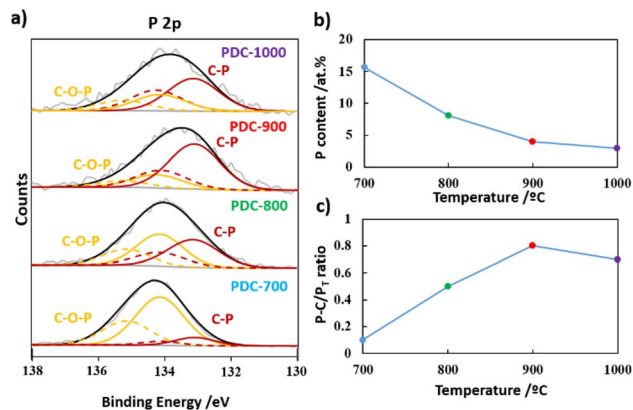 a)
P 2p
PDC-1000
C-O-P
C-P
PDC-900
C-P
C-O-P
PDC-800
C-O-P
C-P
PDC-700
C-O-P
C-P
Counts
138 136 134 132 130
Binding Energy /eV
b)
P content /at.%
20
15
10
5
0
700 800 900 1000
Temperature /ºC
c)
P-C/PT ratio
1
0.8
0.6
0.4
0.2
0
700 800 900 1000
Temperature /ºC